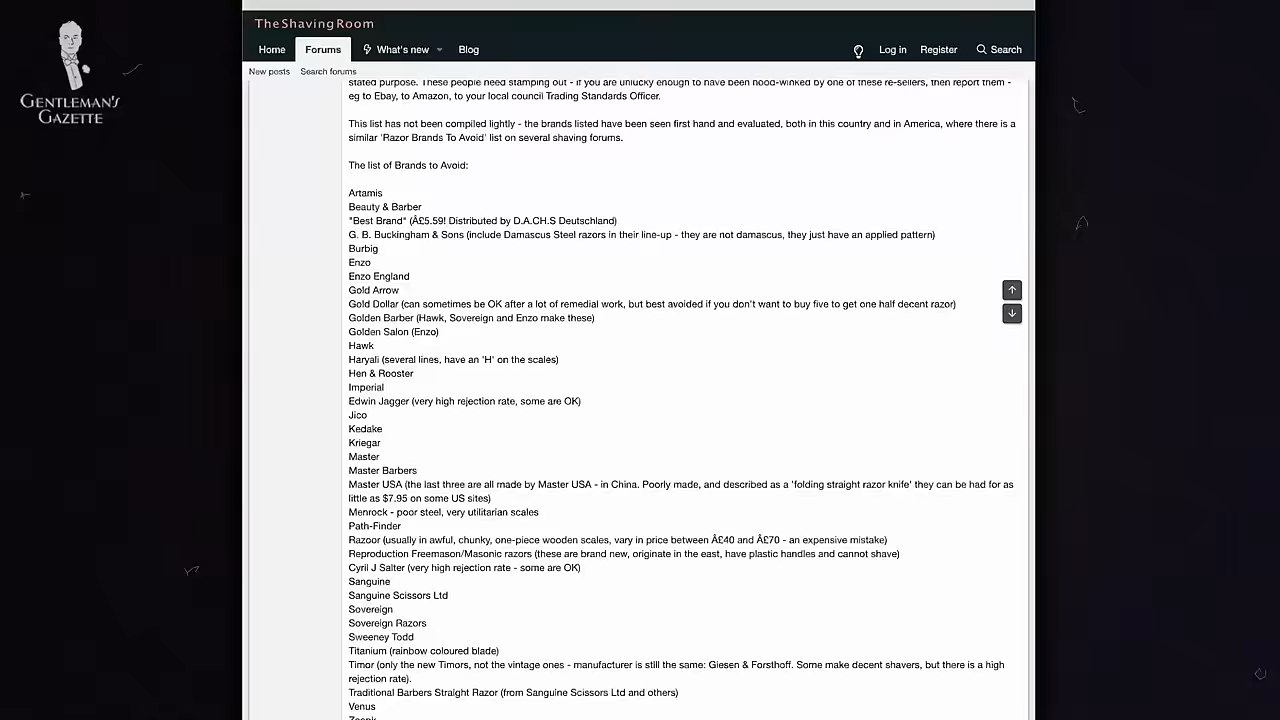 TheShavingRoom
Home Forums What's new Blog Log in Register Search
New posts Search forums
GENTLEMAN'S
GAZETTE
stated purpose. These people need stamping out - if you are unlucky enough to have been hood-winked by one of these re-sellers, then report them -
eg to Ebay, to Amazon, to your local council Trading Standards Officer.
This list has not been compiled lightly - the brands listed have been seen first hand and evaluated, both in this country and in America, where there is a
similar 'Razor Brands To Avoid' list on several shaving forums.
The list of Brands to Avoid:
Artamis
Beauty & Barber
"Best Brand" (Â£5.59! Distributed by D.A.CH.S Deutschland)
G. B. Buckingham & Sons (include Damascus Steel razors in their line-up - they are not damascus, they just have an applied pattern)
Burbig
Enzo
Enzo England
Gold Arrow
Gold Dollar (can sometimes be OK after a lot of remedial work, but best avoided if you don't want to buy five to get one half decent razor)
Golden Barber (Hawk, Sovereign and Enzo make these)
Golden Salon (Enzo)
Hawk
Haryali (several lines, have an 'H' on the scales)
Hen & Rooster
Imperial
Edwin Jagger (very high rejection rate, some are OK)
Jico
Kedake
Kriegar
Master
Master Barbers
Master USA (the last three are all made by Master USA - in China. Poorly made, and described as a 'folding straight razor knife' they can be had for as
little as $7.95 on some US sites)
Menrock - poor steel, very utilitarian scales
Path-Finder
Razoor (usually in awful, chunky, one-piece wooden scales, vary in price between Â£40 and Â£70 - an expensive mistake)
Reproduction Freemason/Masonic razors (these are brand new, originate in the east, have plastic handles and cannot shave)
Cyril J Salter (very high rejection rate - some are OK)
Sanguine
Sanguine Scissors Ltd
Sovereign
Sovereign Razors
Sweeney Todd
Titanium (rainbow coloured blade)
Timor (only the new Timors, not the vintage ones - manufacturer is still the same: Giesen & Forsthoff. Some make decent shavers, but there is a high
rejection rate).
Traditional Barbers Straight Razor (from Sanguine Scissors Ltd and others)
Venus